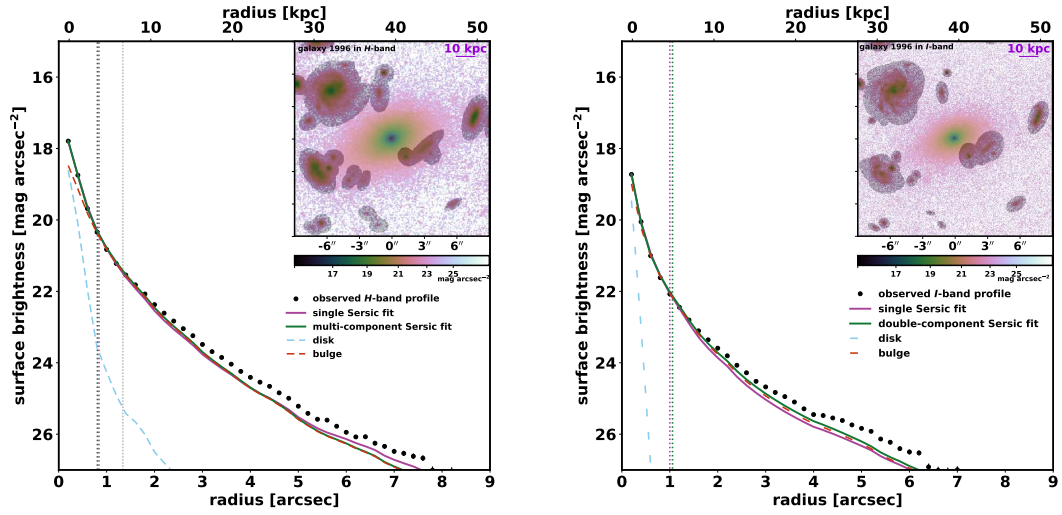 radius [kpc]
0 10 20 30 40 50
surface brightness [mag arcsec−2]
16
18
20
22
24
26
galaxy 1996 in H-band
10 kpc
-6′′ -3′′ 0′′ 3′′ 6′′
17 19 21 23 25
mag arcsec−2
observed H-band profile
single Sersic fit
multi-component Sersic fit
disk
bulge
0 1 2 3 4 5 6 7 8 9
radius [arcsec]
radius [kpc]
0 10 20 30 40 50
surface brightness [mag arcsec−2]
16
18
20
22
24
26
galaxy 1996 in I-band
10 kpc
-6′′ -3′′ 0′′ 3′′ 6′′
17 19 21 23 25
mag arcsec−2
observed I-band profile
single Sersic fit
double-component Sersic fit
disk
bulge
0 1 2 3 4 5 6 7 8 9
radius [arcsec]